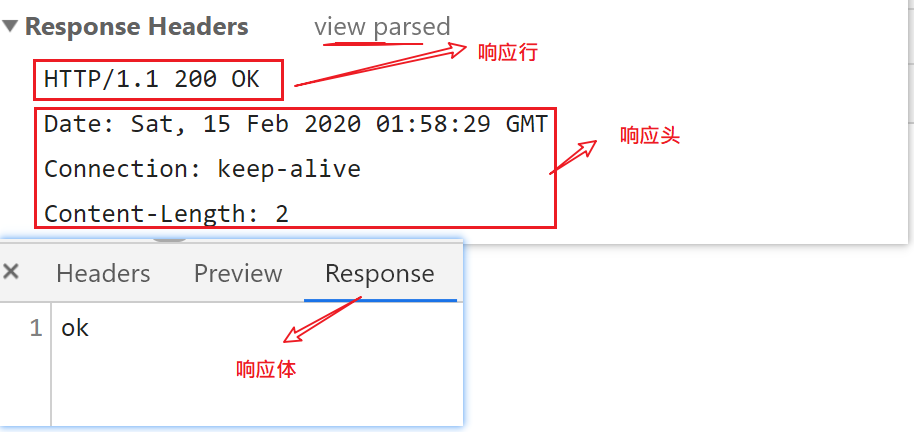 Response Headers view parsed
响应行
HTTP/1.1 200 OK
Date: Sat, 15 Feb 2020 01:58:29 GMT
响应头
Connection: keep-alive
Content-Length: 2
× Headers Preview Response
1 ok
响应体